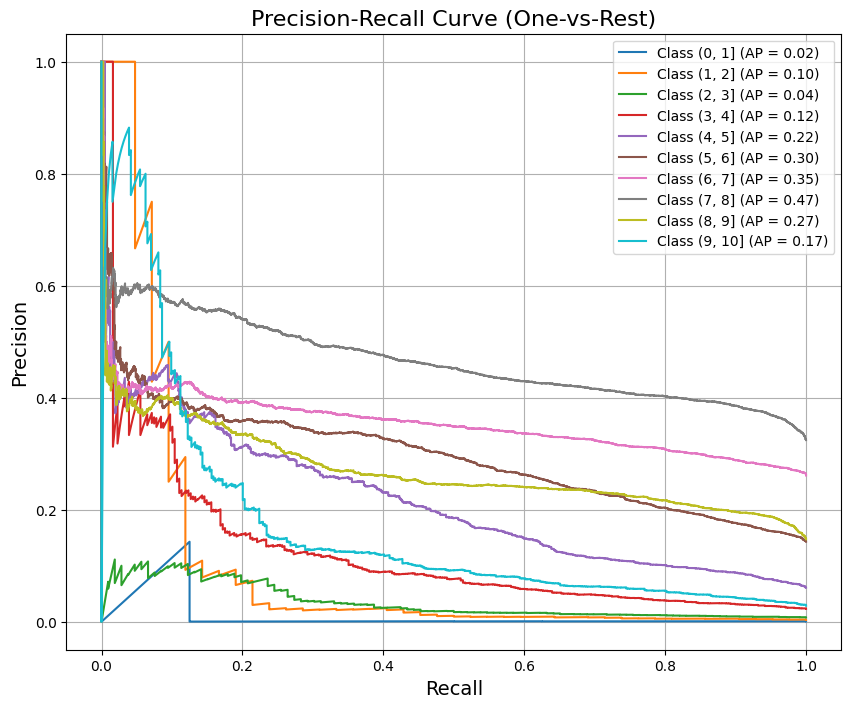 Precision-Recall Curve (One-vs-Rest)
Class (0, 1] (AP = 0.02)
Class (1, 2] (AP = 0.10)
Class (2, 3] (AP = 0.04)
Class (3, 4] (AP = 0.12)
Class (4, 5] (AP = 0.22)
Class (5, 6] (AP = 0.30)
Class (6, 7] (AP = 0.35)
Class (7, 8] (AP = 0.47)
Class (8, 9] (AP = 0.27)
Class (9, 10] (AP = 0.17)
Precision
1.0
0.8
0.6
0.4
0.2
0.0
0.0 0.2 0.4 0.6 0.8 1.0
Recall